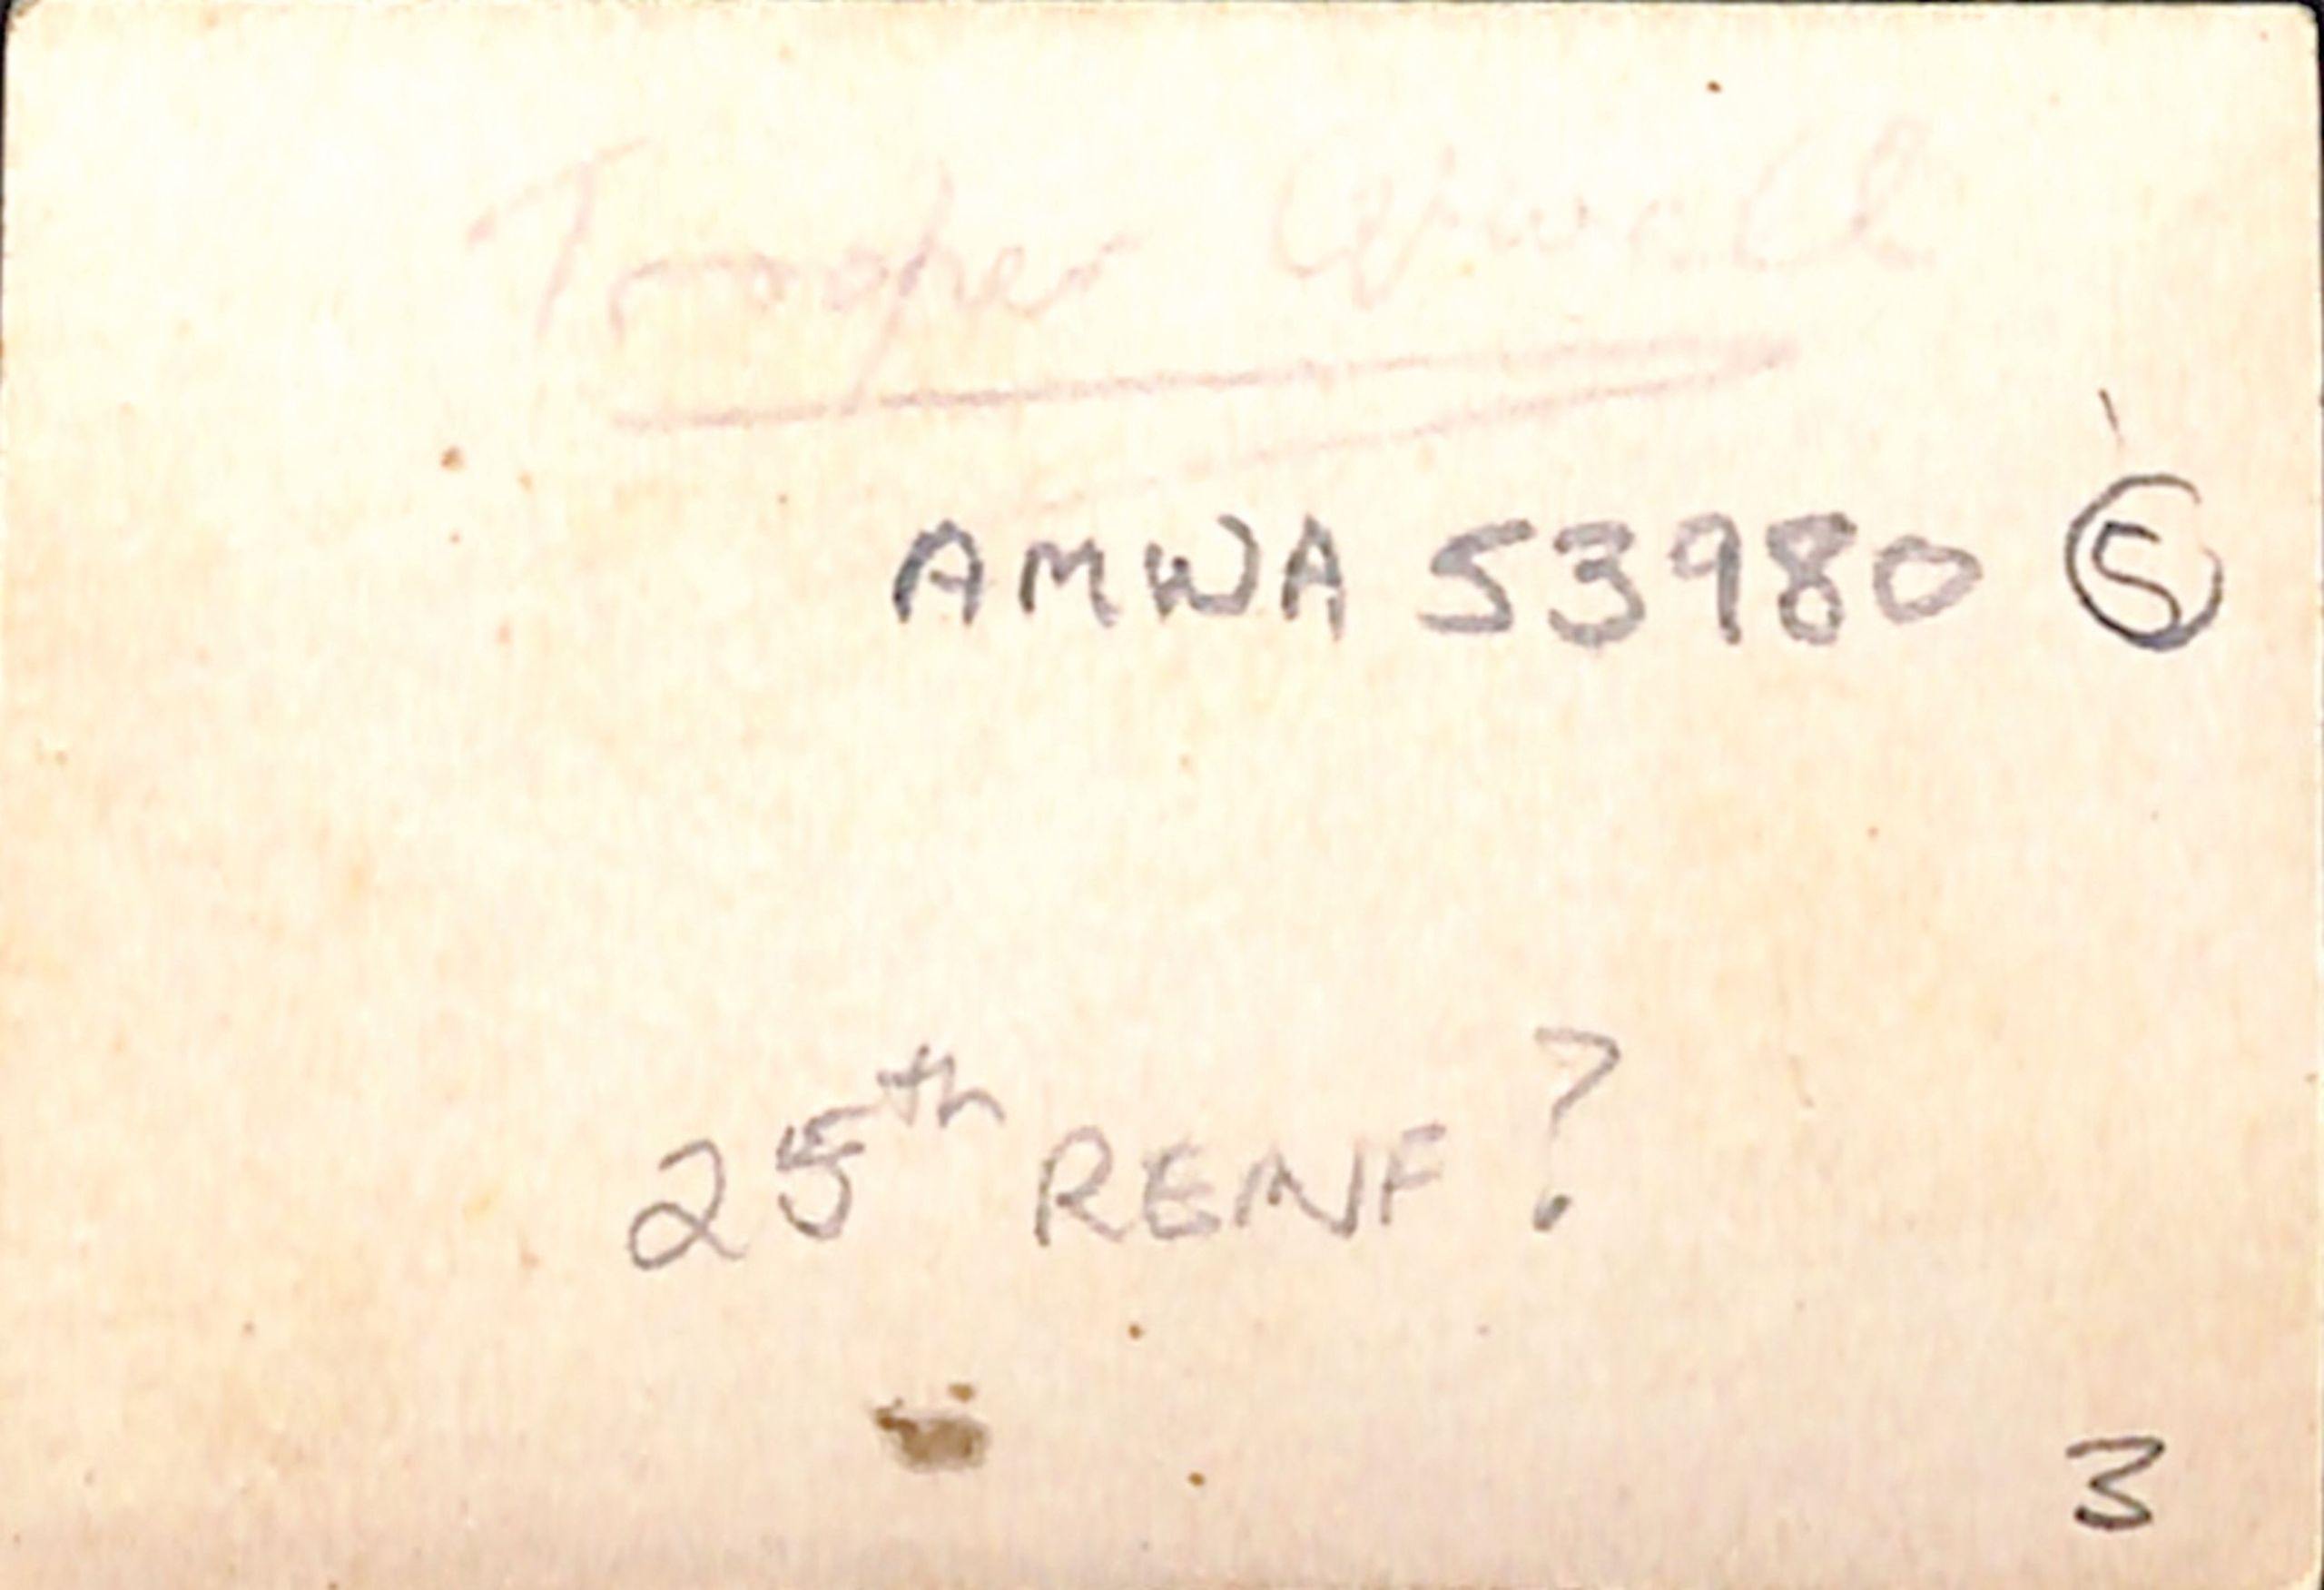 Trooper
AMWA 53980 5
25th REINF?
3